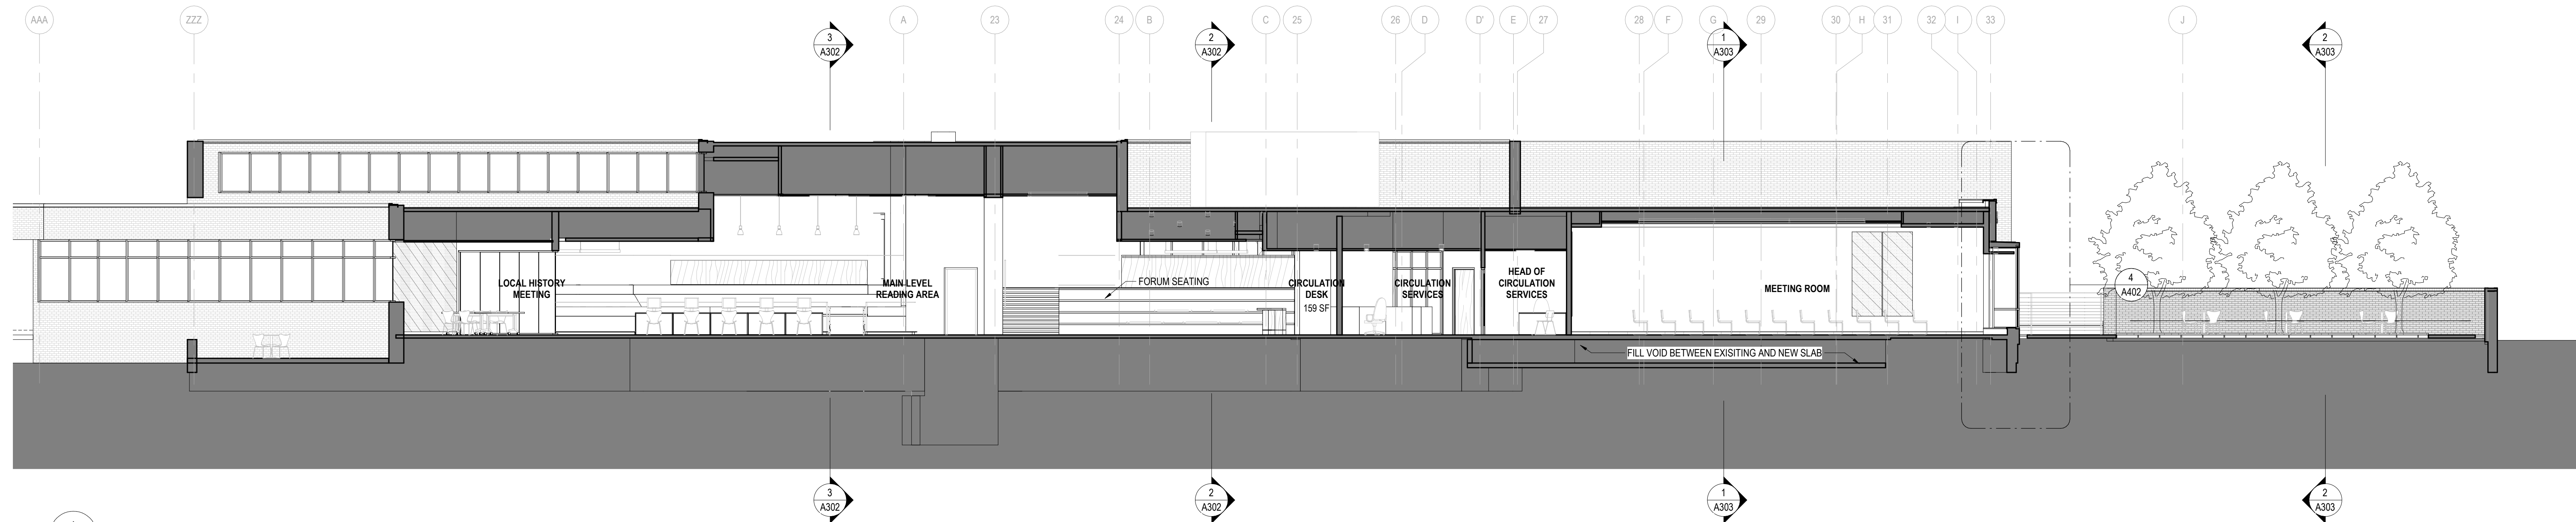 AAA ZZZ A 23 24 B C 25 26 D D' E 27 28 F G 29 30 H 31 32 I 33 J
3
A302
2
A302
1
A303
2
A303
LOCAL HISTORY
MEETING
MAIN LEVEL
READING AREA
FORUM SEATING
CIRCULATION
DESK
159 SF
CIRCULATION
SERVICES
HEAD OF
CIRCULATION
SERVICES
MEETING ROOM
4
A402
FILL VOID BETWEEN EXISITING AND NEW SLAB
3
A302
2
A302
1
A303
2
A303